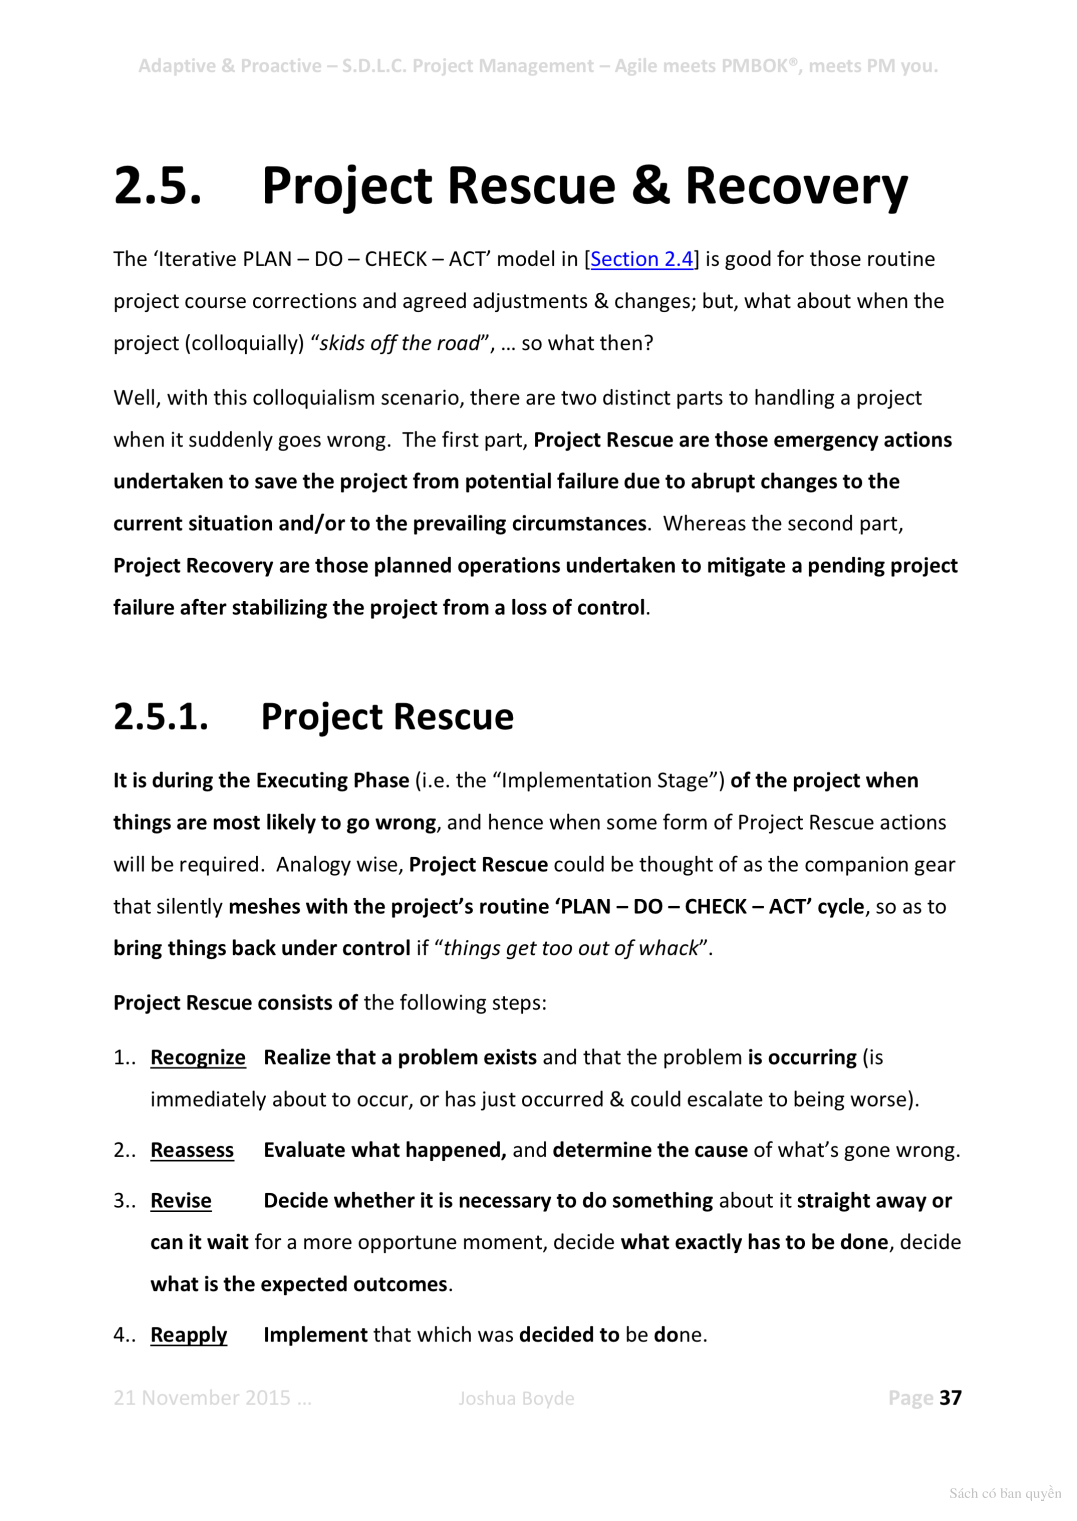 Adaptive & Proactive – S.D.L.C. Project Management – Agile meets PMBOK®, meets PM you.
2.5. Project Rescue & Recovery
The ‘Iterative PLAN – DO – CHECK – ACT’ model in [Section 2.4] is good for those routine
project course corrections and agreed adjustments & changes; but, what about when the
project (colloquially) “skids off the road”, … so what then?
Well, with this colloquialism scenario, there are two distinct parts to handling a project
when it suddenly goes wrong. The first part, Project Rescue are those emergency actions
undertaken to save the project from potential failure due to abrupt changes to the
current situation and/or to the prevailing circumstances. Whereas the second part,
Project Recovery are those planned operations undertaken to mitigate a pending project
failure after stabilizing the project from a loss of control.
2.5.1. Project Rescue
It is during the Executing Phase (i.e. the “Implementation Stage”) of the project when
things are most likely to go wrong, and hence when some form of Project Rescue actions
will be required. Analogy wise, Project Rescue could be thought of as the companion gear
that silently meshes with the project’s routine ‘PLAN – DO – CHECK – ACT’ cycle, so as to
bring things back under control if “things get too out of whack”.
Project Rescue consists of the following steps:
1.. Recognize Realize that a problem exists and that the problem is occurring (is
immediately about to occur, or has just occurred & could escalate to being worse).
2.. Reassess Evaluate what happened, and determine the cause of what’s gone wrong.
3.. Revise Decide whether it is necessary to do something about it straight away or
can it wait for a more opportune moment, decide what exactly has to be done, decide
what is the expected outcomes.
4.. Reapply Implement that which was decided to be done.
21 November 2015 … Joshua Boyde Page 37
Sách có bản quyền